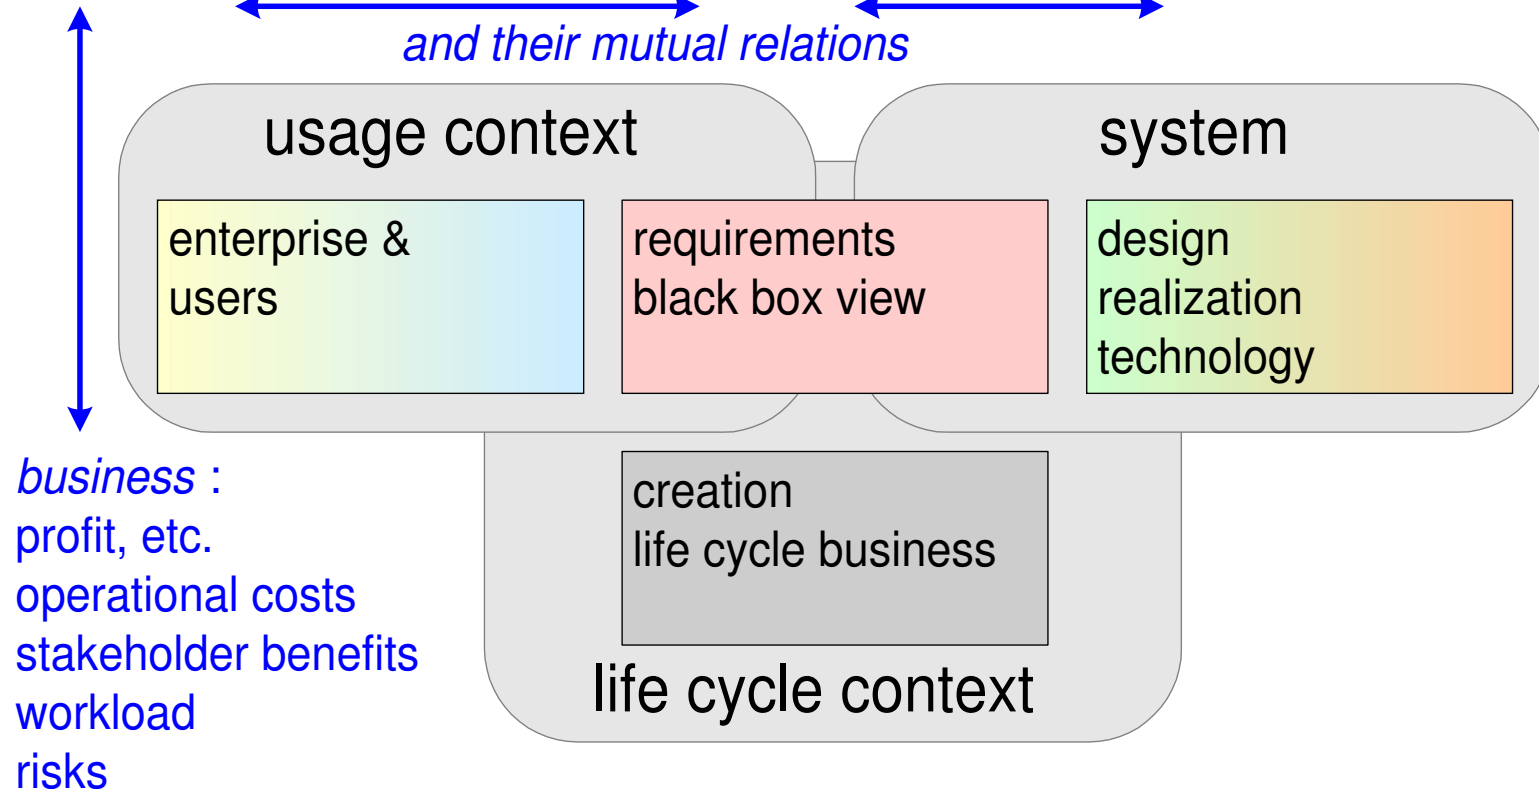 and their mutual relations
usage context
system
enterprise &
users
requirements
black box view
design
realization
technology
business :
profit, etc.
operational costs
stakeholder benefits
workload
risks
creation
life cycle business
life cycle context